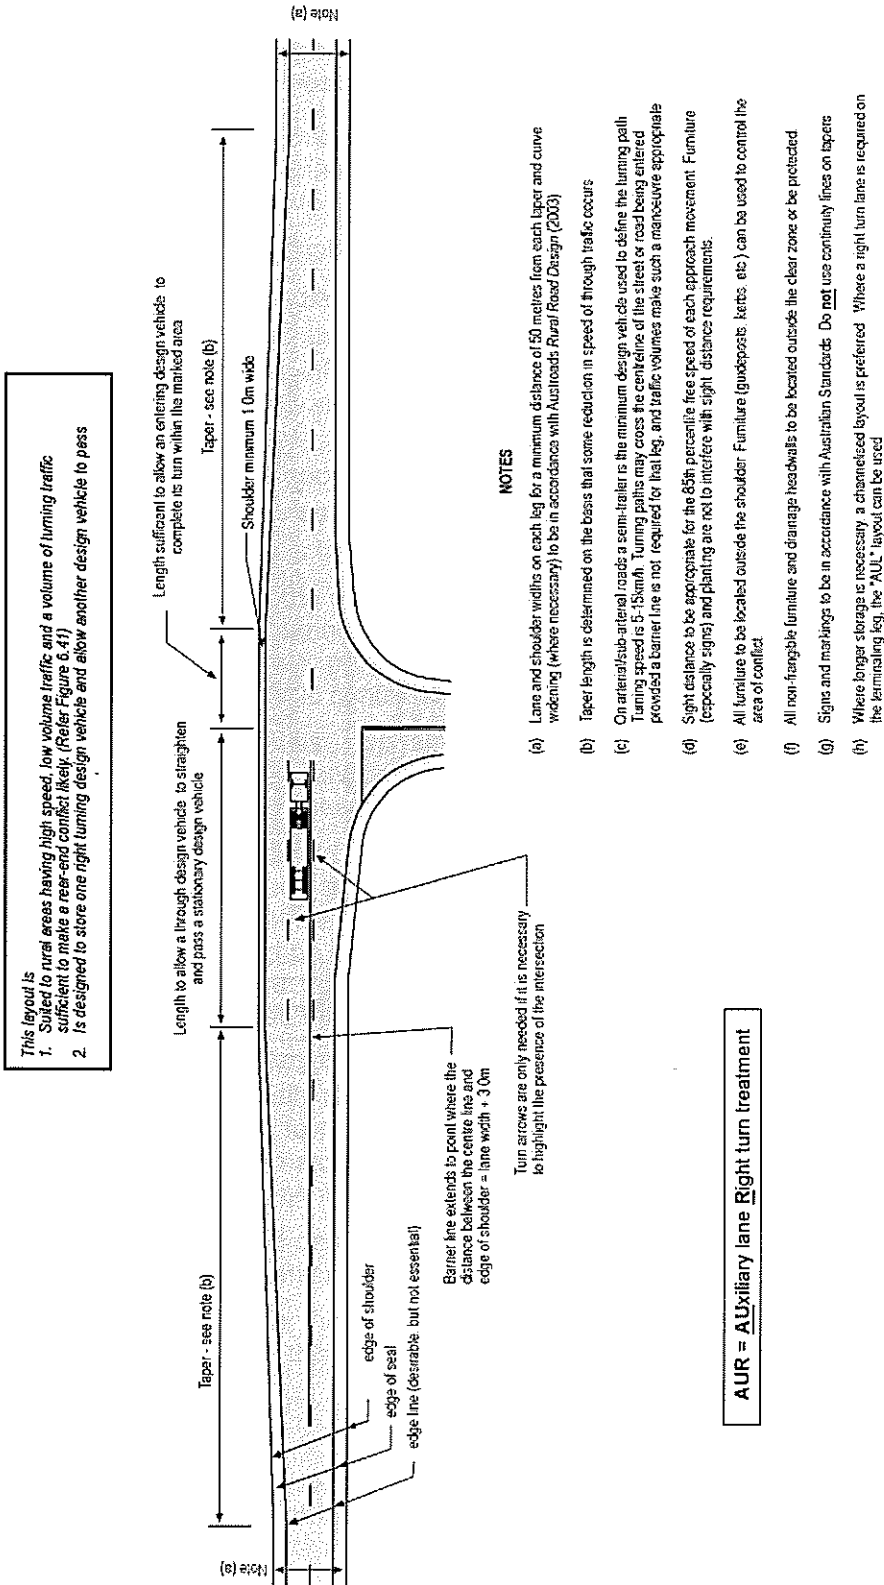 This layout is
1. Suited to rural areas having high speed, low volume traffic and a volume of turning traffic
sufficient to make a rear-end conflict likely. (Refer Figure 6.41)
2. Is designed to store one right turning design vehicle and allow another design vehicle to pass
Length sufficient to allow an entering design vehicle to
complete its turn within the marked area
Length to allow a through design vehicle to straighten
and pass a stationary design vehicle
Taper - see note (b)
Taper - see note (b)
Shoulder minimum 1 0m wide
Note (a)
Note (a)
edge of shoulder
edge of seal
edge line (desirable. but not essential)
Barrier line extends to point where the
distance between the centre line and
edge of shoulder = lane width + 3 0m
Turn arrows are only needed if it is necessary
to highlight the presence of the intersection
NOTES
(a) Lane and shoulder widths on each leg for a minimum distance of 50 metres from each taper and curve
widening (where necessary) to be in accordance with Austroads Rural Road Design (2003)
(b) Taper length is determined on the basis that some reduction in speed of through traffic occurs
(c) On arterial/sub-arterial roads a semi-trailer is the minimum design vehicle used to define the turning path
Turning speed is 5-15km/h. Turning paths may cross the centreline of the street or road being entered
provided a barrier line is not required for that leg, and traffic volumes make such a manoeuvre appropriate
(d) Sight distance to be appropriate for the 85th percentile free speed of each approach movement Furniture
(especially signs) and planting are not to interfere with sight distance requirements.
(e) All furniture to be located outside the shoulder Furniture (guideposts, kerbs, etc ) can be used to control the
area of conflict
(f) All non-frangible furniture and drainage headwalls to be located outside the clear zone or be protected.
(g) Signs and markings to be in accordance with Australian Standards Do not use continuity lines on tapers
(h) Where longer storage is necessary, a channelised layout is preferred Where a right turn lane is required on
the terminating leg, the "AUL" layout can be used
AUR = AUxiliary lane Right turn treatment